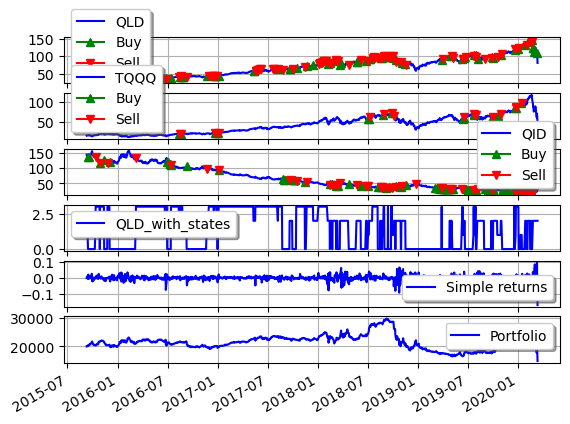 QLD
Buy
Sell
150
100
50
TQQQ
Buy
Sell
100
50
QID
Buy
Sell
150
100
50
QLD_with_states
2.5
0.0
Simple returns
0.1
0.0
−0.1
Portfolio
30000
20000
2015-07
2016-01
2016-07
2017-01
2017-07
2018-01
2018-07
2019-01
2019-07
2020-01